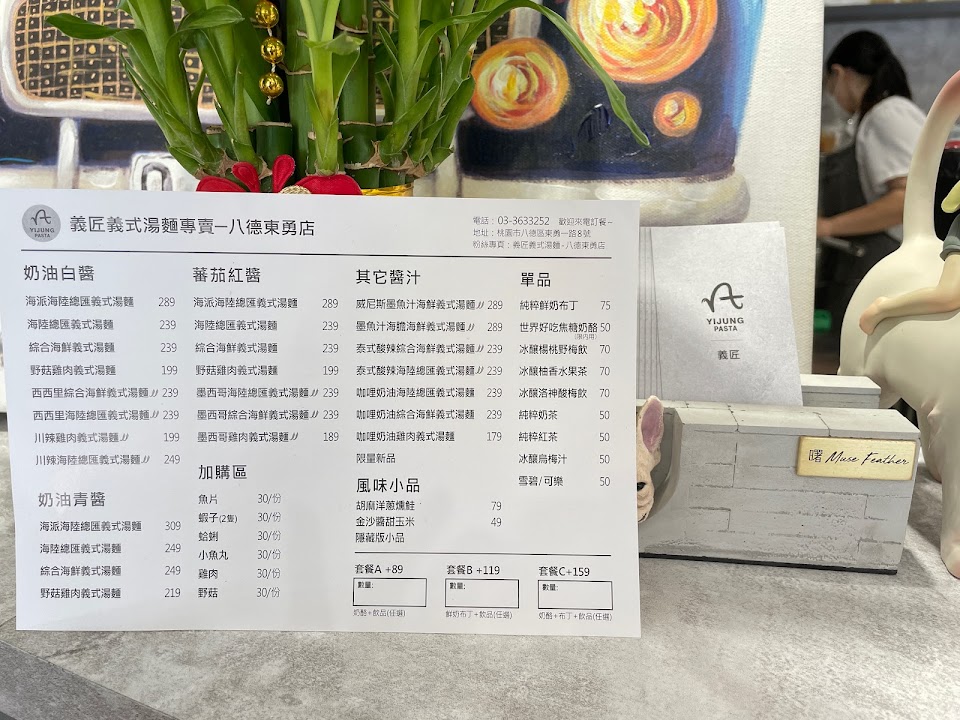 YIJUNG
PASTA
義匠義式湯麵專賣–八德東勇店
電話：03-3633252 歡迎來電訂餐~
地址：桃園市八德區東勇一路8號
粉絲專頁：義匠義式湯麵-八德東勇店
奶油白醬
海派海陸總匯義式湯麵 289
海陸總匯義式湯麵 239
綜合海鮮義式湯麵 239
野菇雞肉義式湯麵 199
西西里綜合海鮮義式湯麵〃 239
西西里海陸總匯義式湯麵〃 239
川辣雞肉義式湯麵〃 199
川辣海陸總匯義式湯麵〃 249
奶油青醬
海派海陸總匯義式湯麵 309
海陸總匯義式湯麵 249
綜合海鮮義式湯麵 249
野菇雞肉義式湯麵 219
蕃茄紅醬
海派海陸總匯義式湯麵 289
海陸總匯義式湯麵 239
綜合海鮮義式湯麵 239
野菇雞肉義式湯麵 199
墨西哥海陸總匯義式湯麵〃 239
墨西哥綜合海鮮義式湯麵〃 239
墨西哥雞肉義式湯麵〃 189
加購區
魚片 30/份
蝦子(2隻) 30/份
蛤蜊 30/份
小魚丸 30/份
雞肉 30/份
野菇 30/份
其它醬汁
威尼斯墨魚汁海鮮義式湯麵〃 289
墨魚汁海膽海鮮義式湯麵〃 289
泰式酸辣綜合海鮮義式湯麵〃 239
泰式酸辣海陸總匯義式湯麵〃 239
咖哩奶油海陸總匯義式湯麵 239
咖哩奶油綜合海鮮義式湯麵 239
咖哩奶油雞肉義式湯麵 179
限量新品
風味小品
胡麻洋蔥燻鮭 79
金沙醬甜玉米 49
隱藏版小品
單品
純粹鮮奶布丁 75
世界好吃焦糖奶酪 50
(限內用)
冰釀楊桃野梅飲 70
冰釀柚香水果茶 70
冰釀洛神酸梅飲 70
純粹奶茶 50
純粹紅茶 50
冰釀烏梅汁 50
雪碧/可樂 50
套餐A +89
數量:
奶酪+飲品(任選)
套餐B +119
數量:
鮮奶布丁+飲品(任選)
套餐C+159
數量:
奶酪+布丁+飲品(任選)
YIJUNG
PASTA
義匠
曙 Muse Feather